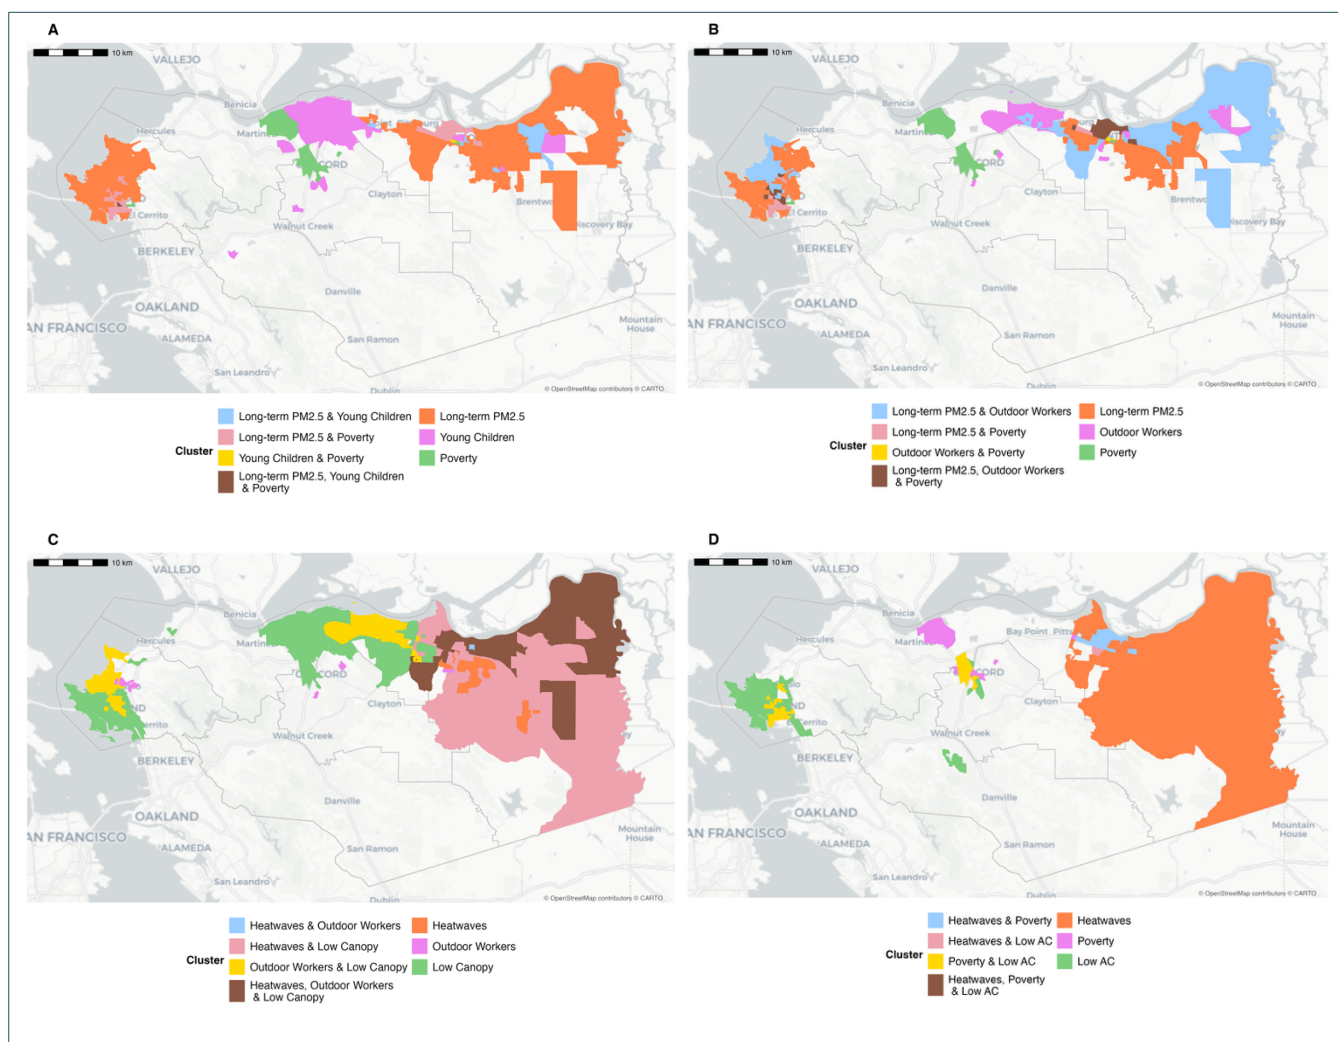 A
10 km
VALLEJO
Benicia
Hercules
Martine
CORD
Clayton
El Cerrito
Walnut Creek
Brentwo
iscovery Bay
BERKELEY
OAKLAND
Danville
AN FRANCISCO
ALAMEDA
San Ramon
Mountain
House
San Leandro
Dublin
© OpenStreetMap contributors © CARTO
Cluster
Long-term PM2.5 & Young Children
Long-term PM2.5
Long-term PM2.5 & Poverty
Young Children
Young Children & Poverty
Poverty
Long-term PM2.5, Young Children
& Poverty
B
10 km
VALLEJO
Benicia
Hercules
Martine
CORD
Clayton
El Cerrito
Walnut Creek
Brentwo
iscovery Bay
BERKELEY
OAKLAND
Danville
AN FRANCISCO
ALAMEDA
San Ramon
Mountain
House
San Leandro
Dublin
© OpenStreetMap contributors © CARTO
Cluster
Long-term PM2.5 & Outdoor Workers
Long-term PM2.5
Long-term PM2.5 & Poverty
Outdoor Workers
Outdoor Workers & Poverty
Poverty
Long-term PM2.5, Outdoor Workers
& Poverty
C
10 km
VALLEJO
Benicia
Hercules
Martin
CORD
Clayton
errito
Walnut Creek
BERKELEY
OAKLAND
Danville
AN FRANCISCO
ALAMEDA
San Ramon
Mountain
House
San Leandro
Dublin
© OpenStreetMap contributors © CARTO
Cluster
Heatwaves & Outdoor Workers
Heatwaves
Heatwaves & Low Canopy
Outdoor Workers
Outdoor Workers & Low Canopy
Low Canopy
Heatwaves, Outdoor Workers
& Low Canopy
D
10 km
VALLEJO
Benicia
Hercules
Martine
Bay Point
Pitts
CORD
Clayton
Cerrito
Walnut Creek
BERKELEY
OAKLAND
Danville
AN FRANCISCO
ALAMEDA
San Ramon
Mountain
House
San Leandro
Dublin
© OpenStreetMap contributors © CARTO
Cluster
Heatwaves & Poverty
Heatwaves
Heatwaves & Low AC
Poverty
Poverty & Low AC
Low AC
Heatwaves, Poverty
& Low AC